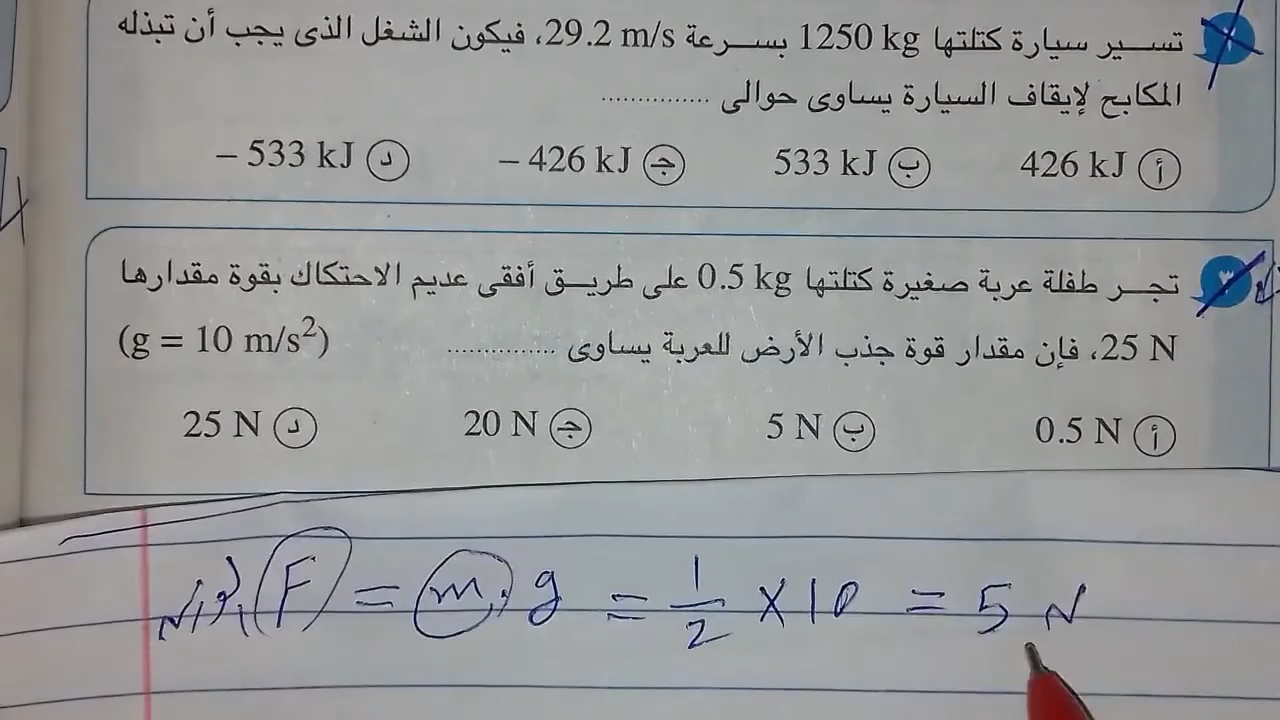 تسير سيارة كتلتها 1250 kg بسرعة 29.2 m/s، فيكون الشغل الذى يجب أن تبذله
المكابح لإيقاف السيارة يساوى حوالى ...............
أ 426 kJ ب 533 kJ ج – 426 kJ د – 533 kJ
٣ تجر طفلة عربة صغيرة كتلتها 0.5 kg على طريق أفقى عديم الاحتكاك بقوة مقدارها
25 N، فإن مقدار قوة جذب الأرض للعربة يساوى ............... (g = 10 m/s²)
أ 0.5 N ب 5 N ج 20 N د 25 N
F = m . g = 1/2 × 10 = 5 N